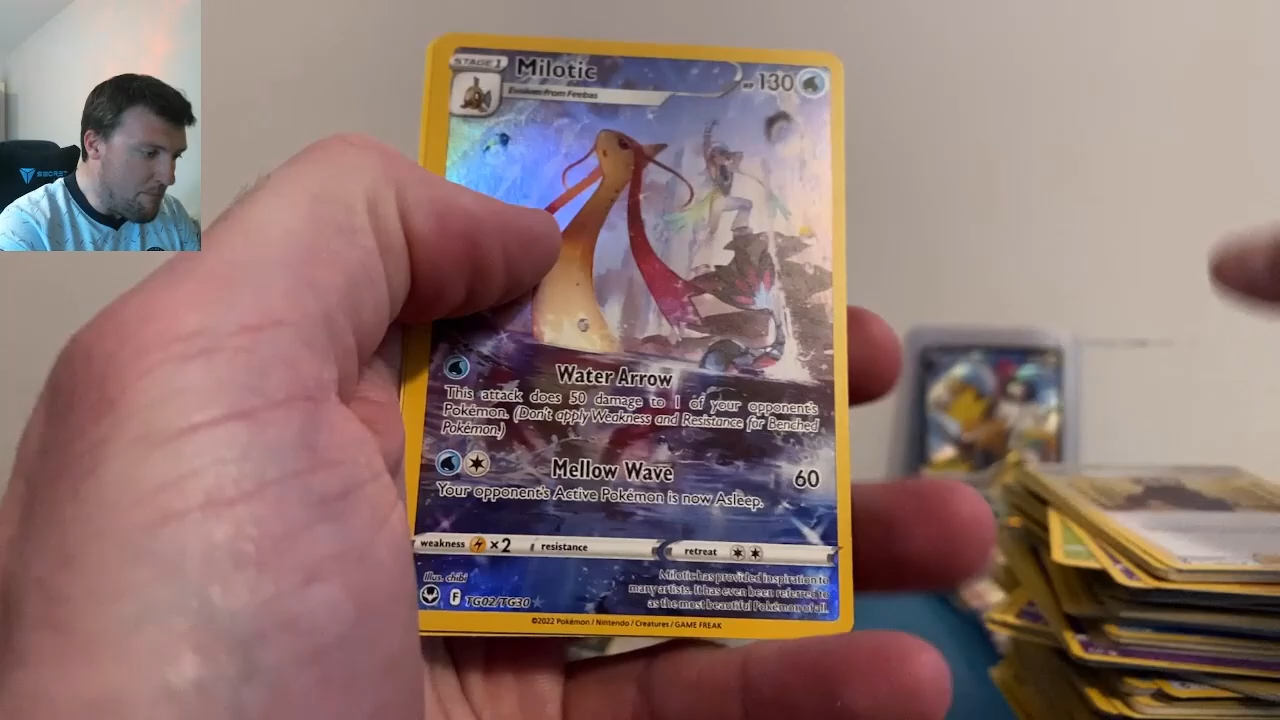 STAGE 1
Milotic
HP 130
Evolves from Feebas
Water Arrow
This attack does 50 damage to 1 of your opponent's
Pokémon. (Don't apply Weakness and Resistance for Benched
Pokémon.)
Mellow Wave 60
Your opponent's Active Pokémon is now Asleep.
weakness ×2 resistance retreat
Illus. chibi
Milotic has provided inspiration to
many artists. It has even been referred to
as the most beautiful Pokémon of all.
F TG02/TG30
©2022 Pokémon / Nintendo / Creatures / GAME FREAK